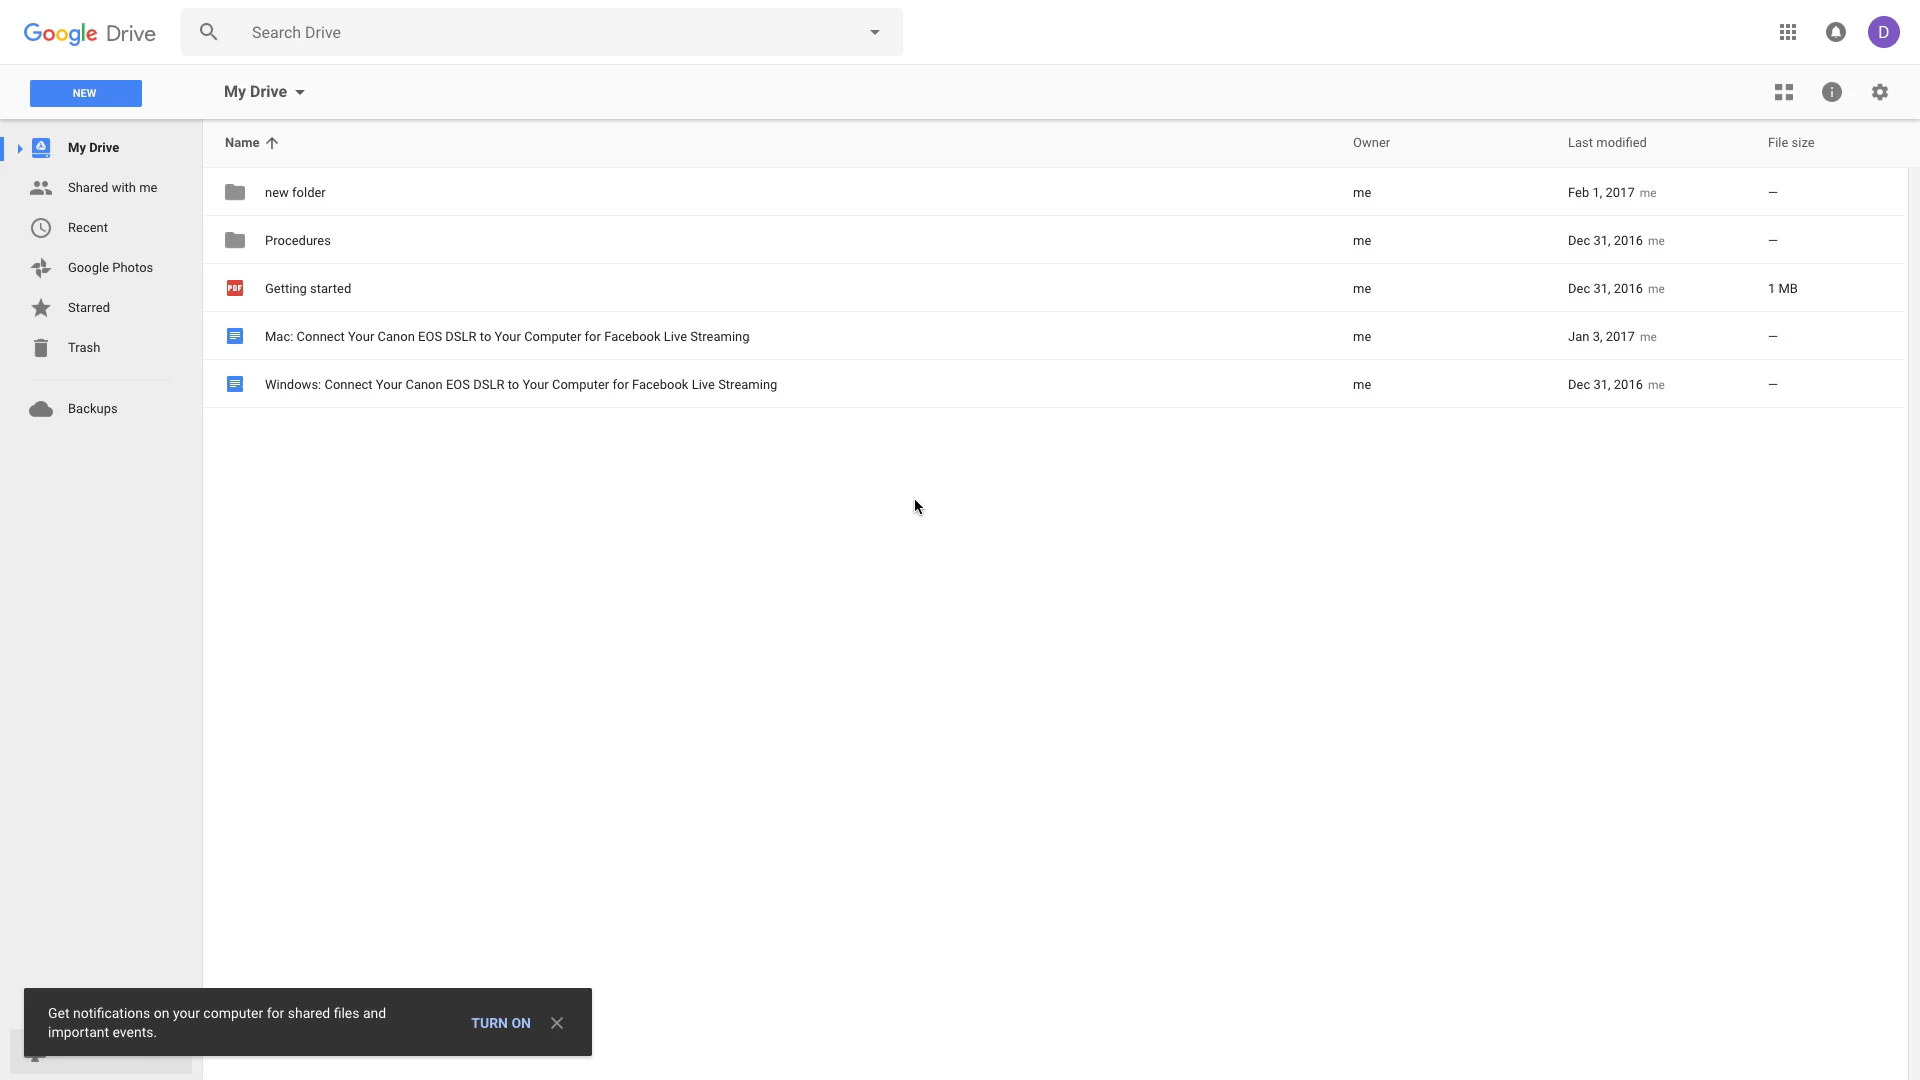 Google Drive
Search Drive
D
NEW
My Drive
My Drive
Shared with me
Recent
Google Photos
Starred
Trash
Backups
Name Owner Last modified File size
new folder me Feb 1, 2017 me —
Procedures me Dec 31, 2016 me —
PDF Getting started me Dec 31, 2016 me 1 MB
Mac: Connect Your Canon EOS DSLR to Your Computer for Facebook Live Streaming me Jan 3, 2017 me —
Windows: Connect Your Canon EOS DSLR to Your Computer for Facebook Live Streaming me Dec 31, 2016 me —
Get notifications on your computer for shared files and
important events.
TURN ON